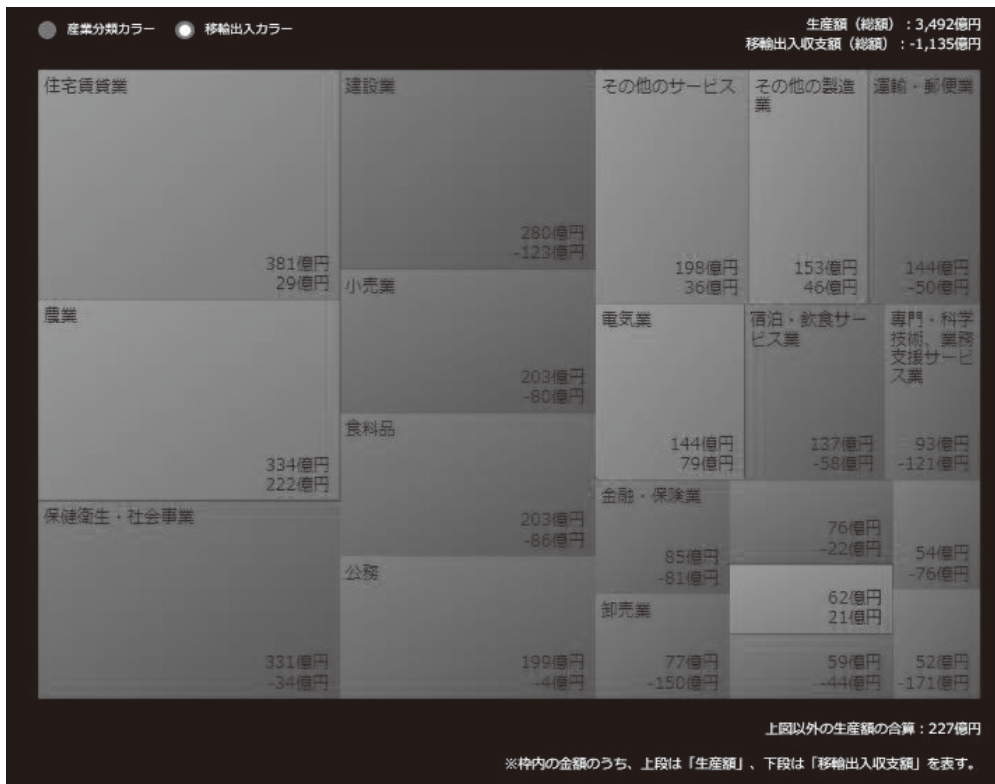 産業分類カラー 移輸出入カラー
生産額（総額）：3,492億円
移輸出入収支額（総額）：-1,135億円
住宅賃貸業
381億円
29億円
農業
334億円
222億円
保健衛生・社会事業
331億円
-34億円
建設業
280億円
-123億円
小売業
203億円
-80億円
食料品
203億円
-86億円
公務
199億円
-4億円
その他のサービス
198億円
36億円
その他の製造
業
153億円
46億円
運輸・郵便業
144億円
-50億円
電気業
144億円
79億円
宿泊・飲食サー
ビス業
137億円
-58億円
専門・科学
技術、業務
支援サービ
ス業
93億円
-121億円
金融・保険業
85億円
-81億円
卸売業
77億円
-150億円
76億円
-22億円
62億円
21億円
59億円
-44億円
54億円
-76億円
52億円
-171億円
上図以外の生産額の合算：227億円
※枠内の金額のうち、上段は「生産額」、下段は「移輸出入収支額」を表す。